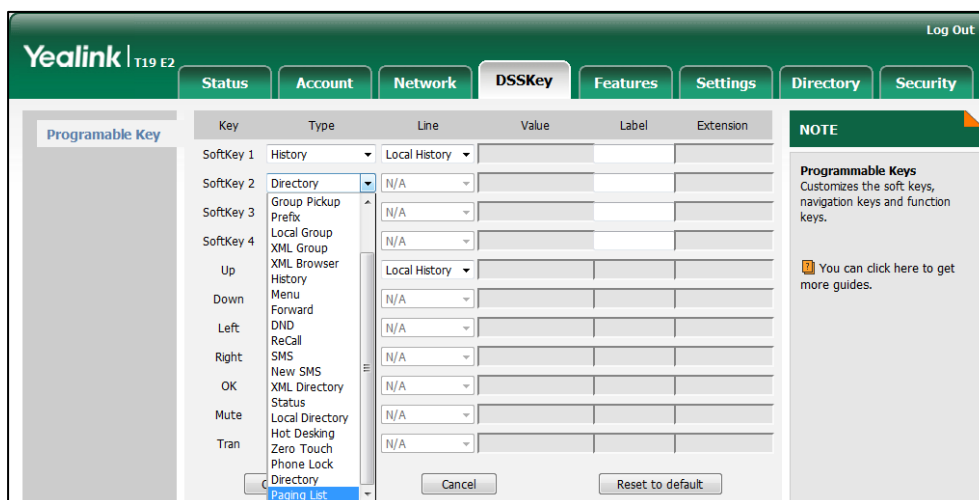 Log Out
Yealink T19 E2
Status Account Network DSSKey Features Settings Directory Security
Programable Key
Key Type Line Value Label Extension
SoftKey 1 History Local History
SoftKey 2 Directory N/A
Group Pickup
Prefix
SoftKey 3 N/A
Local Group
XML Group
SoftKey 4 N/A
XML Browser
History
Up Local History
Menu
Forward
Down N/A
DND
ReCall
Left N/A
SMS
New SMS
Right N/A
XML Directory
Status
OK N/A
Local Directory
Mute N/A
Hot Desking
Zero Touch
Tran N/A
Phone Lock
Directory
Paging List
C Cancel Reset to default
NOTE
Programmable Keys
Customizes the soft keys,
navigation keys and function
keys.
? You can click here to get
more guides.